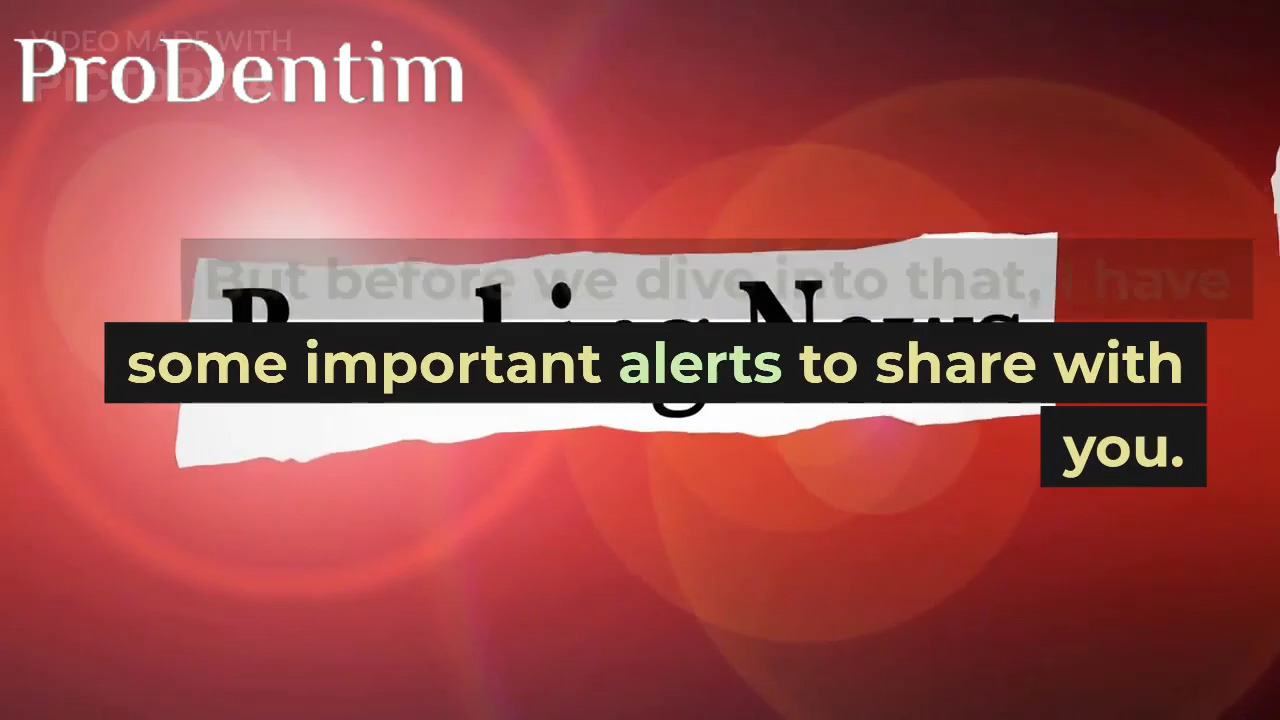 VIDEO MADE WITH
ProDentim
But before we dive into that, I have
some important alerts to share with
you.